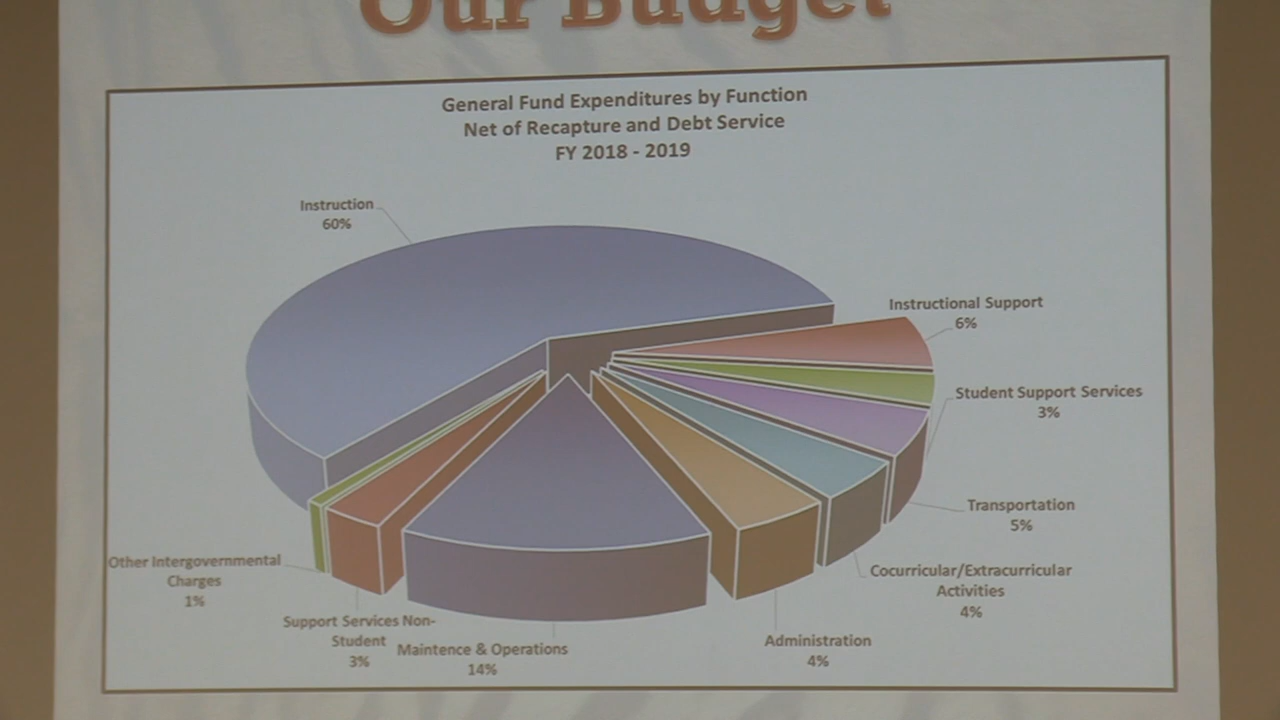 Our Budget
General Fund Expenditures by Function
Net of Recapture and Debt Service
FY 2018 - 2019
Instruction
60%
Instructional Support
6%
Student Support Services
3%
Transportation
5%
Cocurricular/Extracurricular
Activities
4%
Administration
4%
Maintence & Operations
14%
Support Services Non-
Student
3%
Other Intergovernmental
Charges
1%